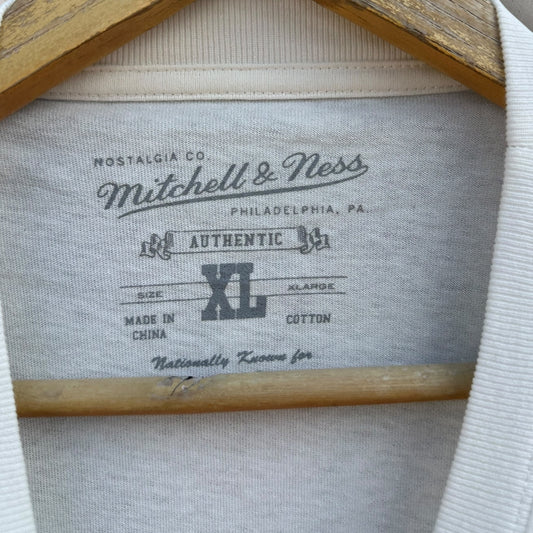 NOSTALGIA CO.
Mitchell & Ness
PHILADELPHIA, PA.
AUTHENTIC
SIZE XL XLARGE
MADE IN CHINA COTTON
Nationally Known for